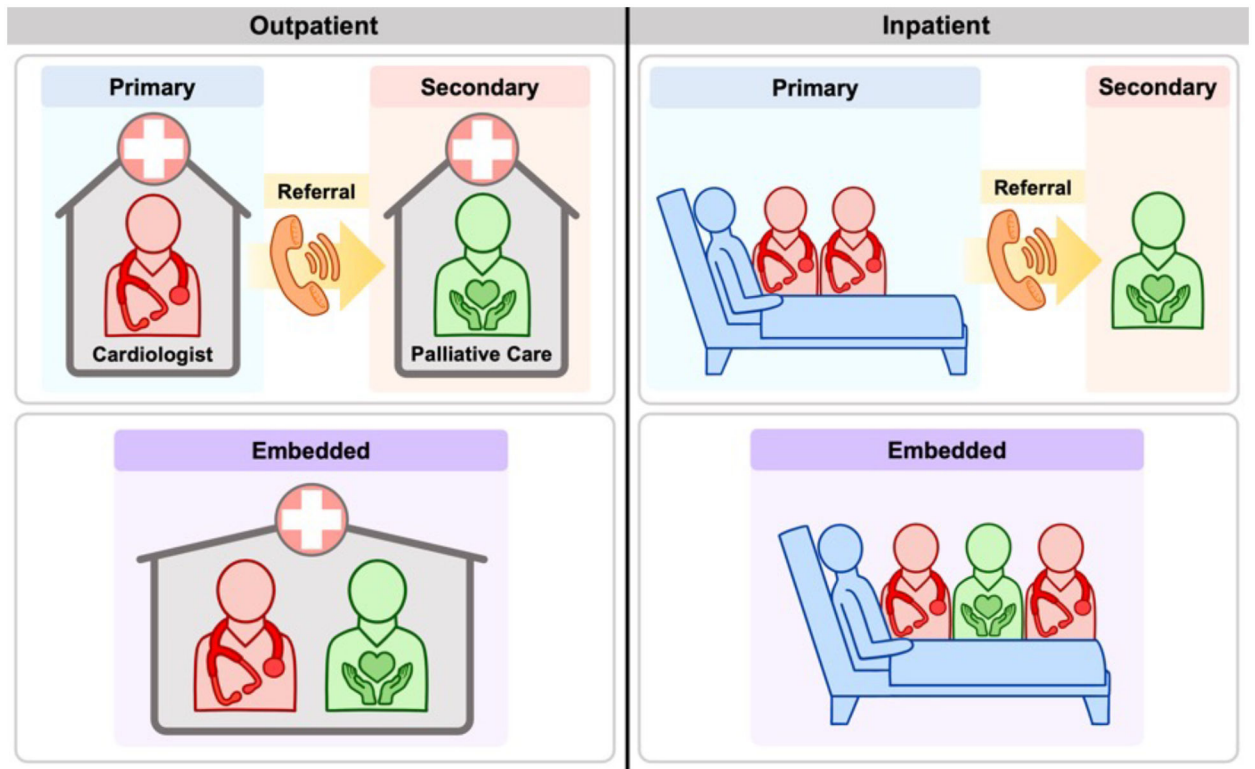 Outpatient
Inpatient
Primary
Secondary
Referral
Cardiologist
Palliative Care
Primary
Secondary
Referral
Embedded
Embedded